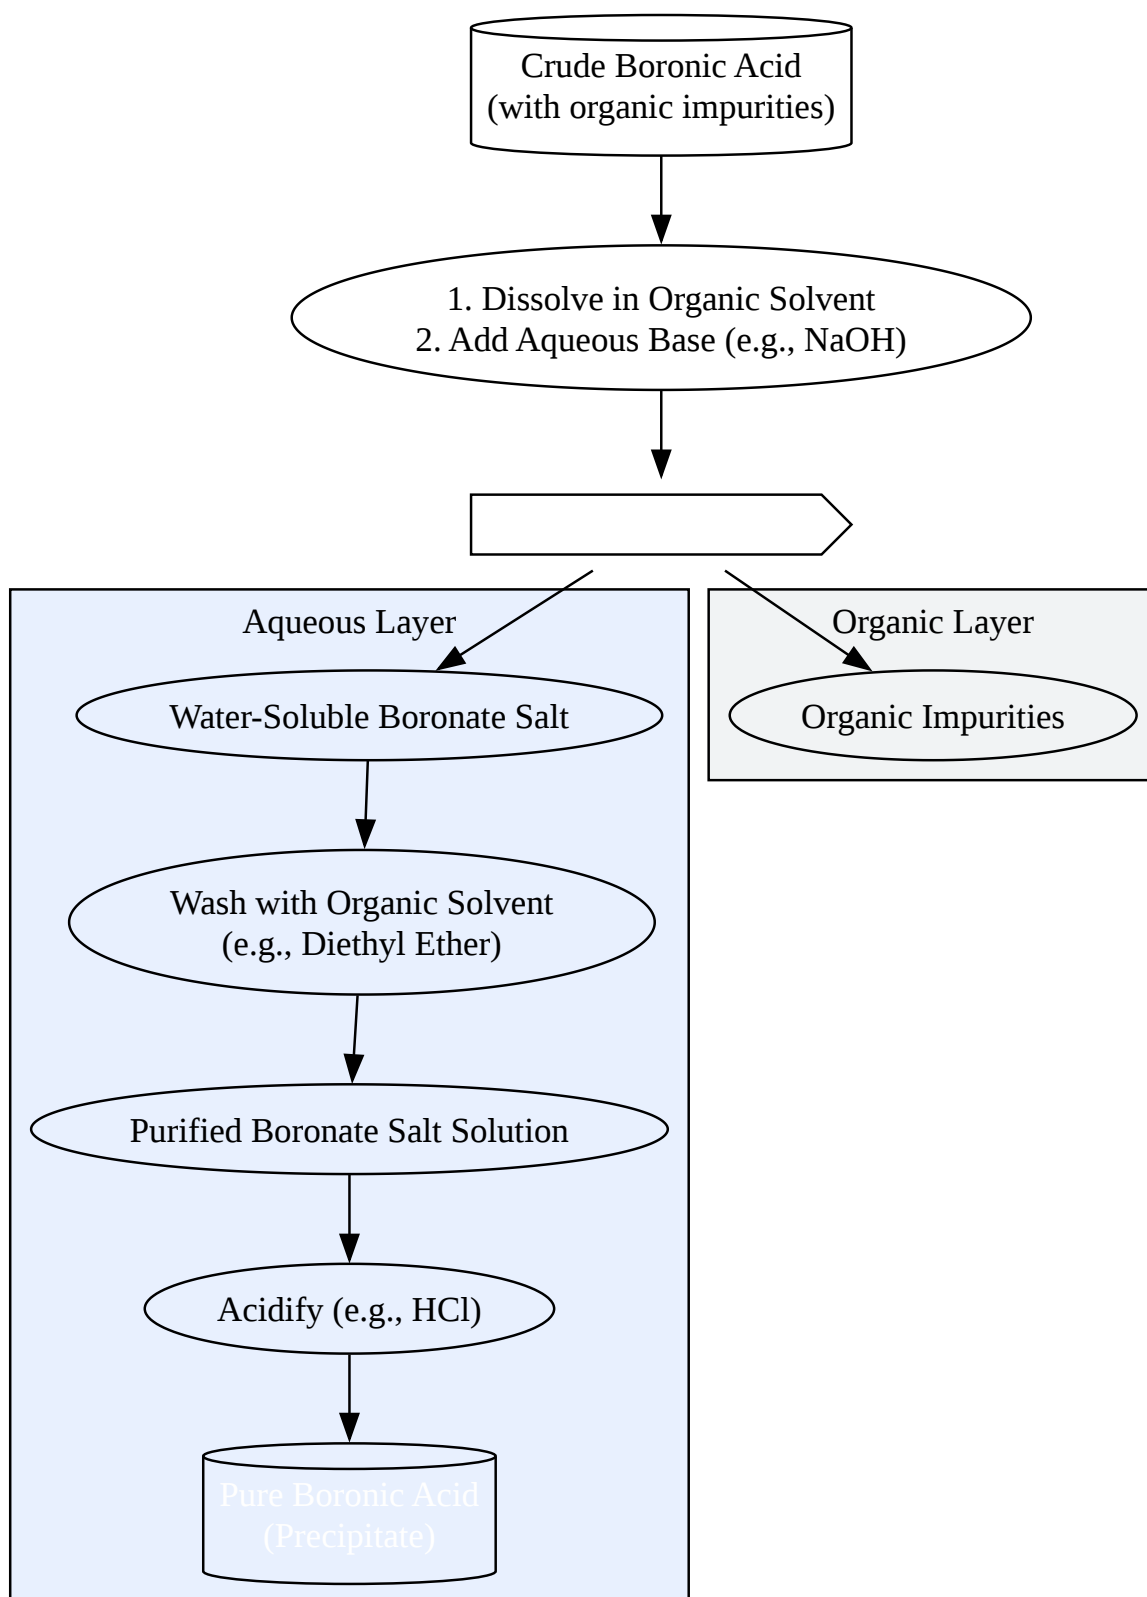 Crude Boronic Acid
(with organic impurities)
1. Dissolve in Organic Solvent
2. Add Aqueous Base (e.g., NaOH)
Aqueous Layer
Organic Layer
Water-Soluble Boronate Salt
Organic Impurities
Wash with Organic Solvent
(e.g., Diethyl Ether)
Purified Boronate Salt Solution
Acidify (e.g., HCl)
Pure Boronic Acid
(Precipitate)